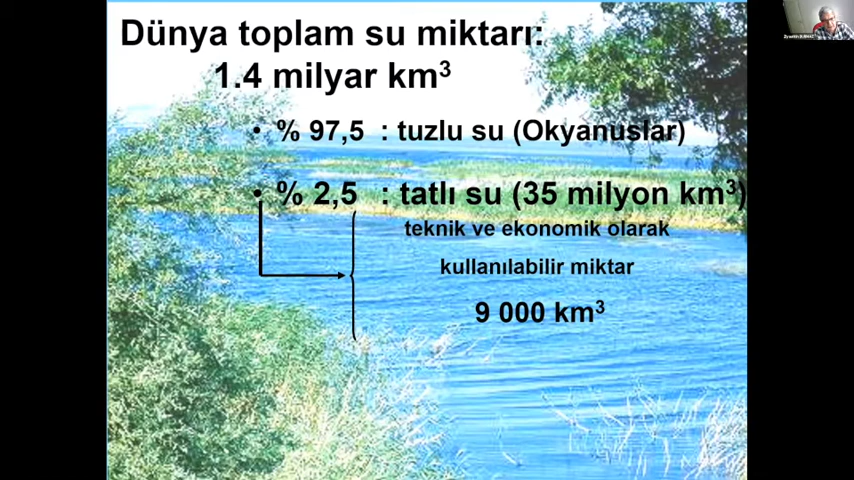 Dünya toplam su miktarı:
1.4 milyar km³
• % 97,5 : tuzlu su (Okyanuslar)
• % 2,5 : tatlı su (35 milyon km³)
teknik ve ekonomik olarak
kullanılabilir miktar
9 000 km³